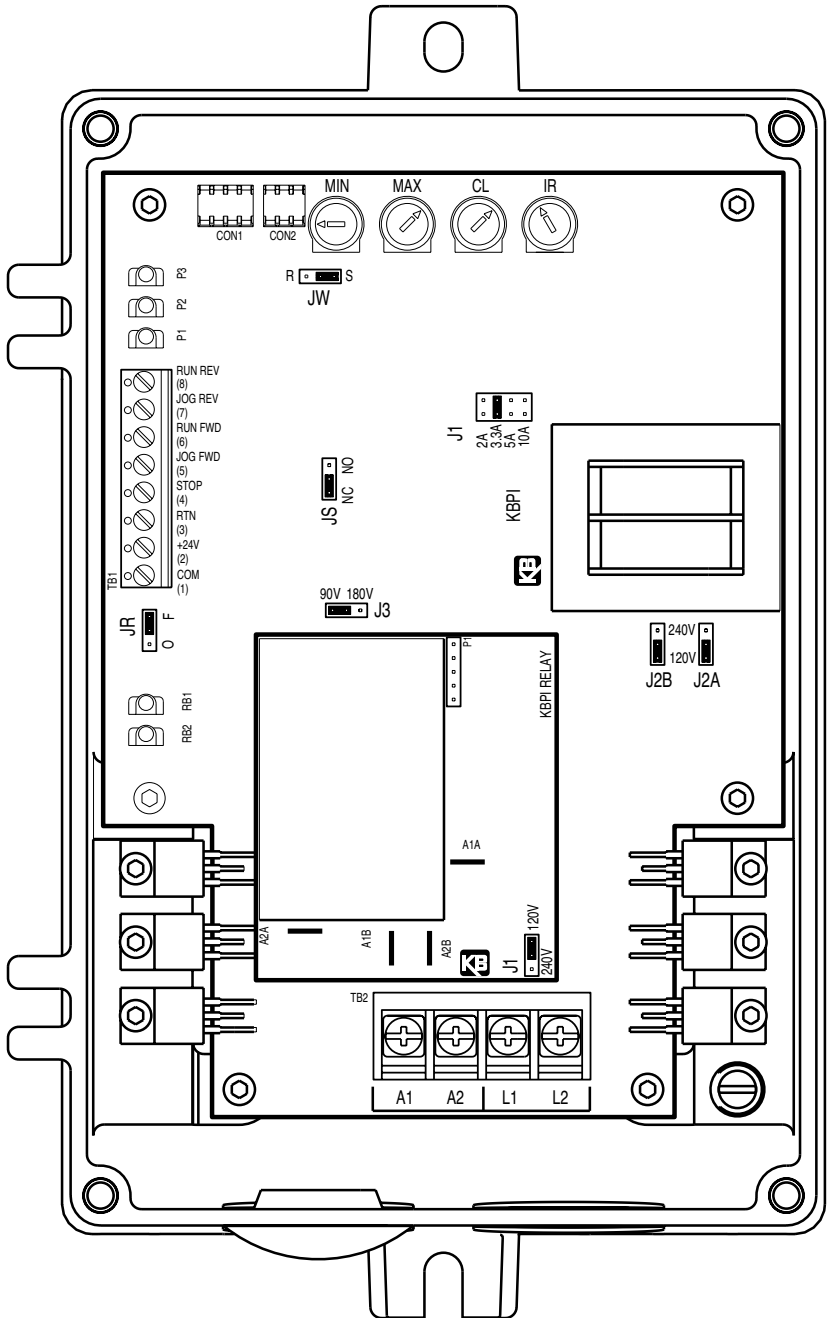 MIN
MAX
CL
IR
CON1
CON2
R
S
JW
P3
P2
P1
RUN REV
(8)
JOG REV
(7)
RUN FWD
(6)
JOG FWD
(5)
STOP
(4)
RTN
(3)
+24V
(2)
COM
(1)
TB1
J1
2A
3.3A
5A
10A
JS
NC
NO
KBPI
KB
90V 180V
J3
JR
F
O
240V
120V
J2B
J2A
RB1
RB2
P1
KBPI RELAY
A1A
A2A
A1B
A2B
KB
J1
120V
240V
TB2
A1
A2
L1
L2